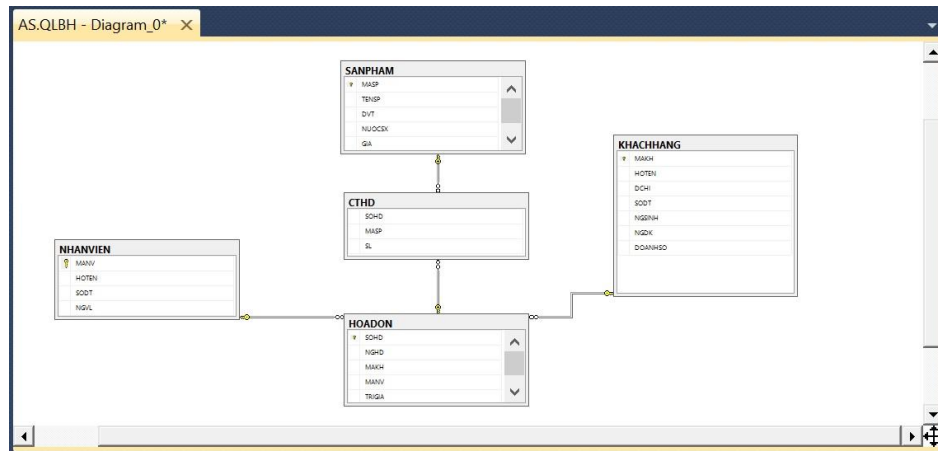 AS.QLBH - Diagram_0*
SANPHAM
MASP
TENSP
DVT
NUOCSX
GIA
KHACHHANG
MAKH
HOTEN
DCHI
SODT
NGSINH
NGDK
DOANHSO
CTHD
SOHD
MASP
SL
NHANVIEN
MANV
HOTEN
SODT
NGVL
HOADON
SOHD
NGHD
MAKH
MANV
TRIGIA